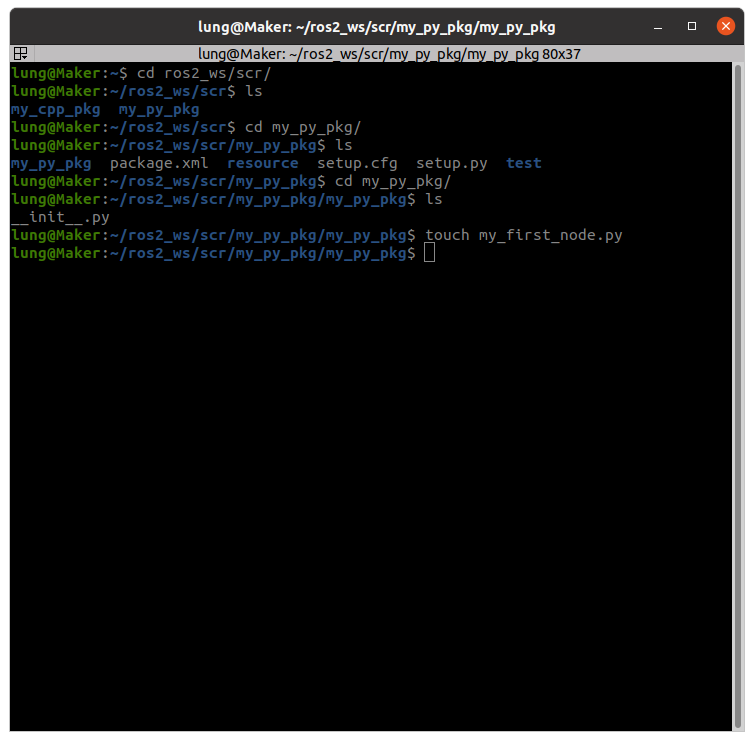 lung@Maker: ~/ros2_ws/scr/my_py_pkg/my_py_pkg
lung@Maker: ~/ros2_ws/scr/my_py_pkg/my_py_pkg 80x37
lung@Maker:~$ cd ros2_ws/scr/
lung@Maker:~/ros2_ws/scr$ ls
my_cpp_pkg  my_py_pkg
lung@Maker:~/ros2_ws/scr$ cd my_py_pkg/
lung@Maker:~/ros2_ws/scr/my_py_pkg$ ls
my_py_pkg  package.xml  resource  setup.cfg  setup.py  test
lung@Maker:~/ros2_ws/scr/my_py_pkg$ cd my_py_pkg/
lung@Maker:~/ros2_ws/scr/my_py_pkg/my_py_pkg$ ls
__init__.py
lung@Maker:~/ros2_ws/scr/my_py_pkg/my_py_pkg$ touch my_first_node.py
lung@Maker:~/ros2_ws/scr/my_py_pkg/my_py_pkg$